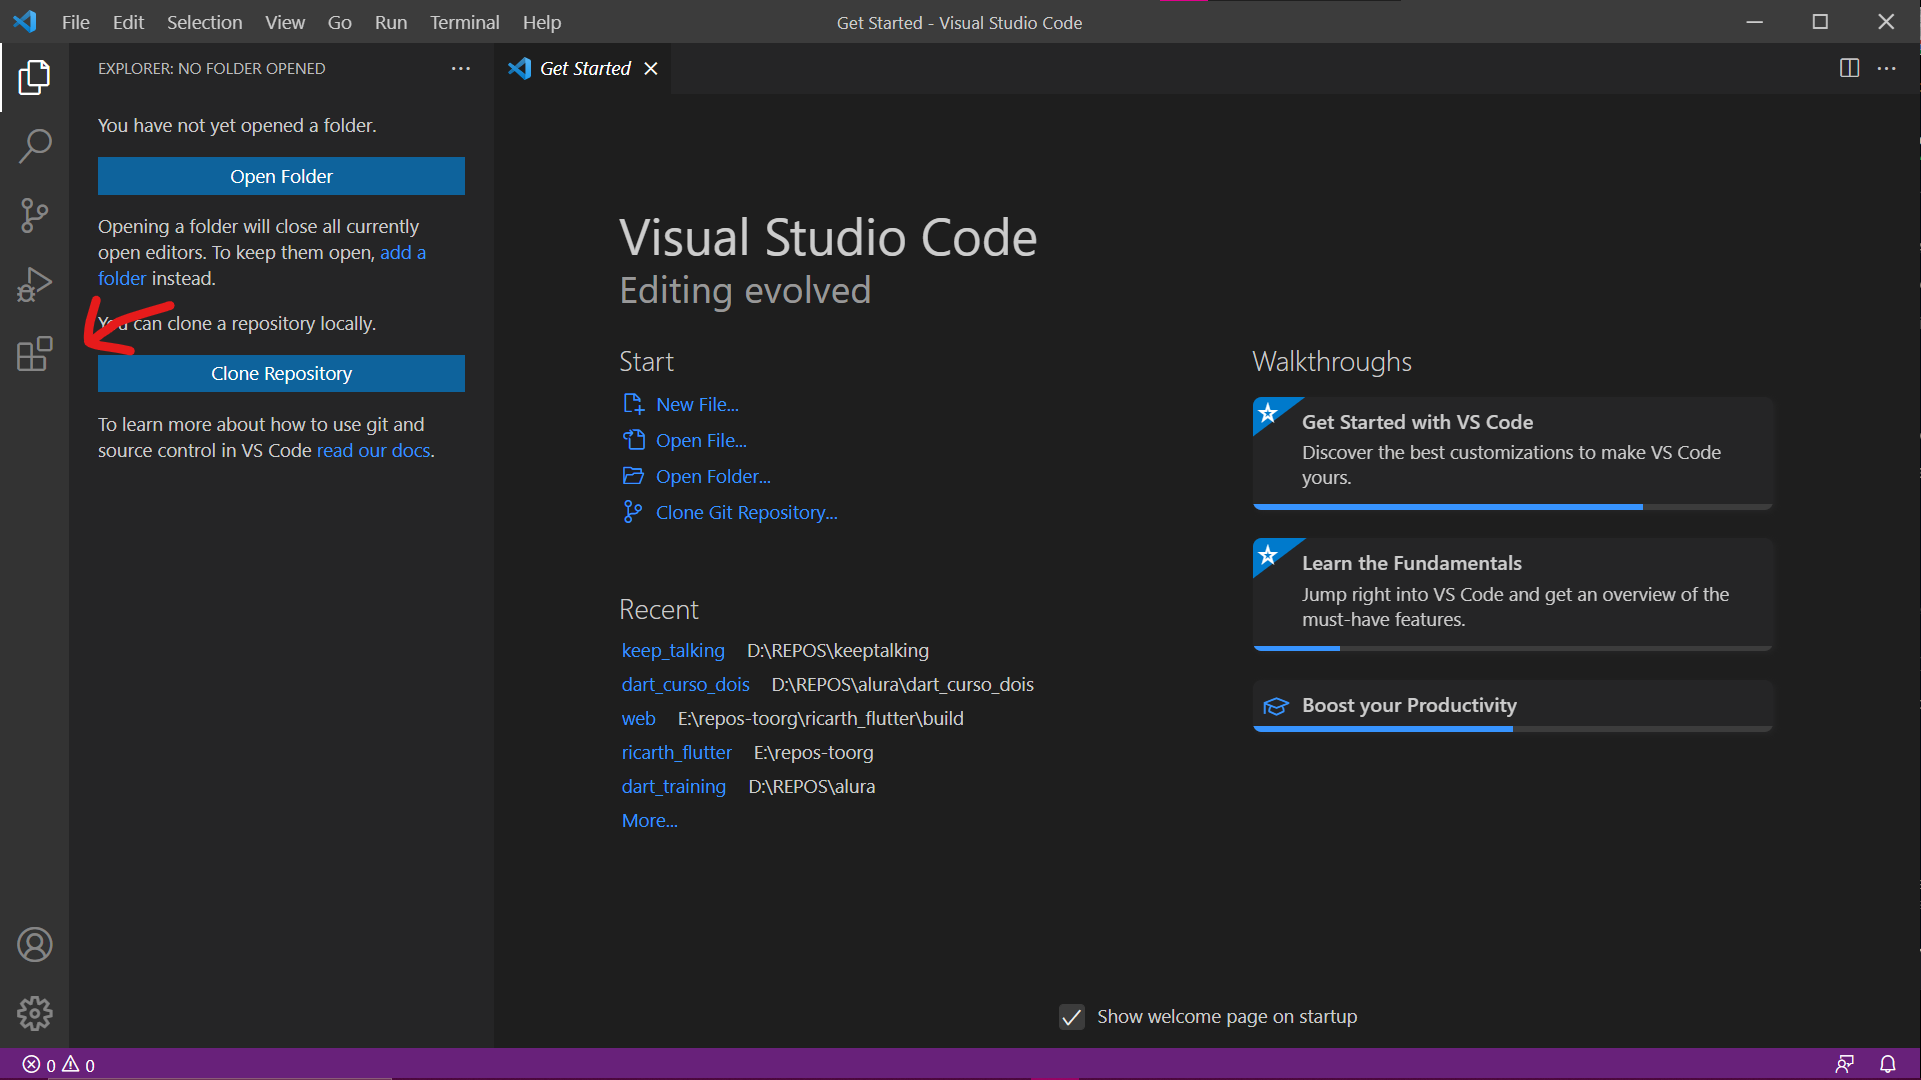 File Edit Selection View Go Run Terminal Help
Get Started - Visual Studio Code
EXPLORER: NO FOLDER OPENED
Get Started
You have not yet opened a folder.
Open Folder
Opening a folder will close all currently
open editors. To keep them open, add a
folder instead.
You can clone a repository locally.
Clone Repository
To learn more about how to use git and
source control in VS Code read our docs.
Visual Studio Code
Editing evolved
Start
New File...
Open File...
Open Folder...
Clone Git Repository...
Recent
keep_talking D:\REPOS\keeptalking
dart_curso_dois D:\REPOS\alura\dart_curso_dois
web E:\repos-toorg\ricarth_flutter\build
ricarth_flutter E:\repos-toorg
dart_training D:\REPOS\alura
More...
Walkthroughs
Get Started with VS Code
Discover the best customizations to make VS Code
yours.
Learn the Fundamentals
Jump right into VS Code and get an overview of the
must-have features.
Boost your Productivity
Show welcome page on startup
0 0